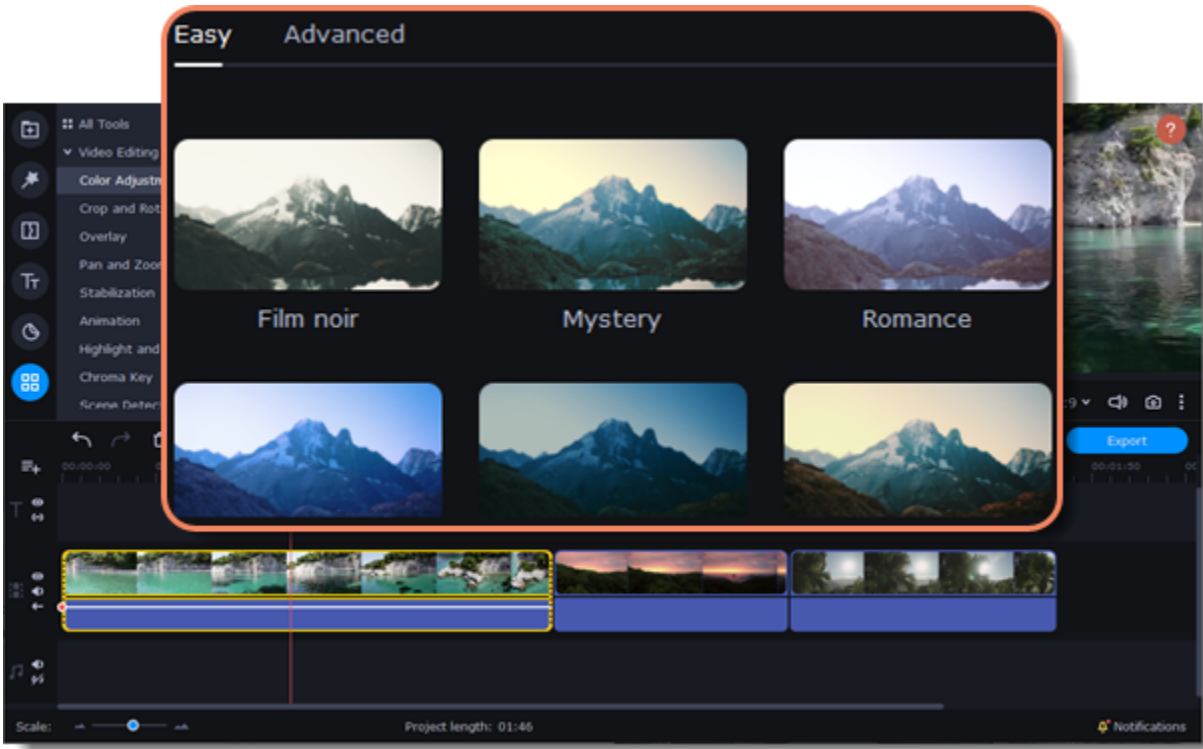 Easy Advanced
Film noir Mystery Romance
All Tools
Video Editing
Color Adjustm
Crop and Rot
Overlay
Pan and Zoom
Stabilization
Animation
Highlight and
Chroma Key
Scene Detec
?
:9
Export
00:00:00
00:01:50
Scale:
Project length: 01:46
Notifications